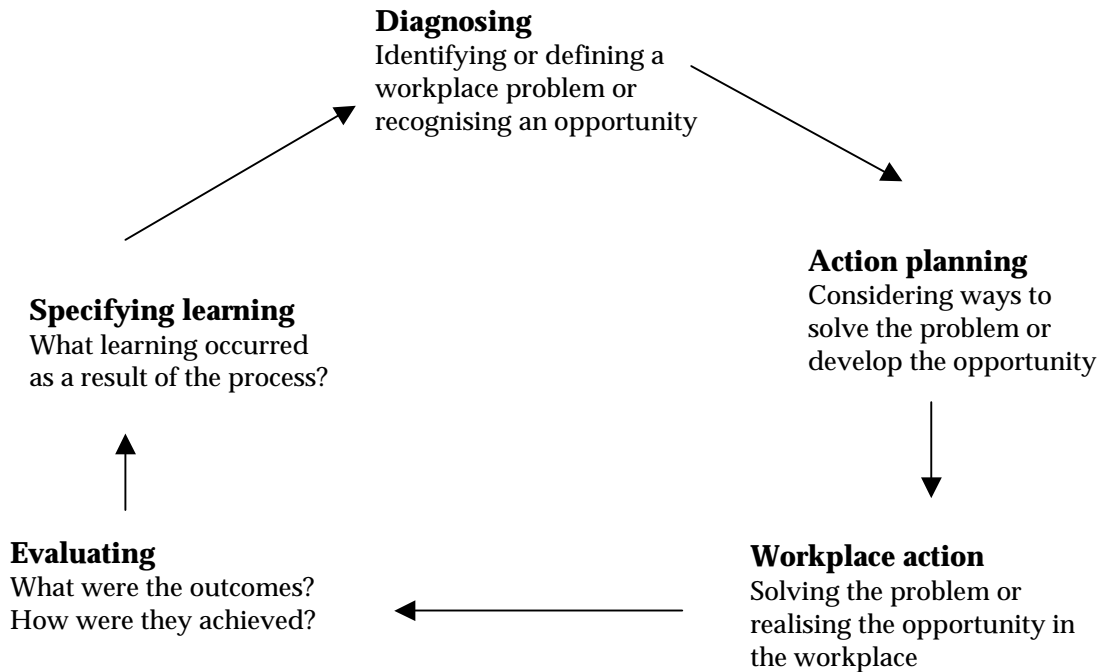 Diagnosing
Identifying or defining a
workplace problem or
recognising an opportunity
Action planning
Considering ways to
solve the problem or
develop the opportunity
Workplace action
Solving the problem or
realising the opportunity in
the workplace
Evaluating
What were the outcomes?
How were they achieved?
Specifying learning
What learning occurred
as a result of the process?